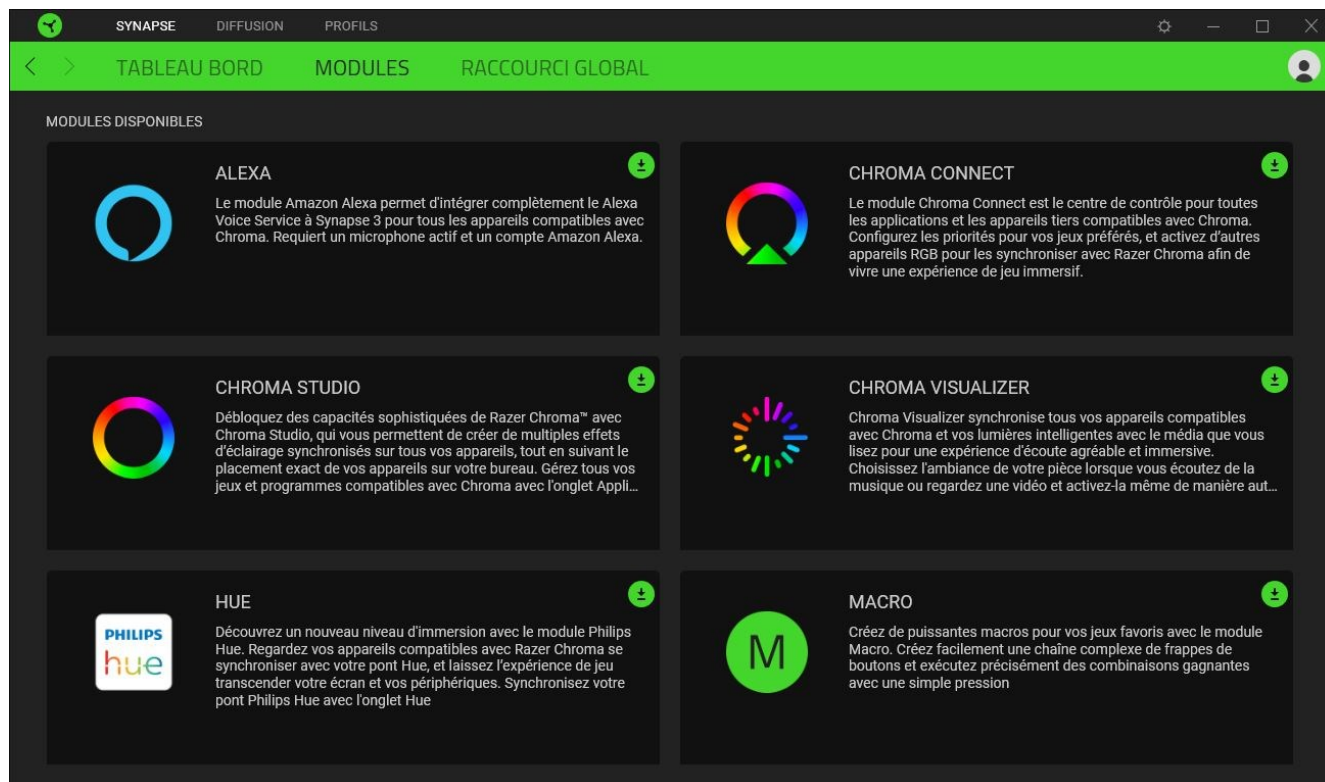 SYNAPSE DIFFUSION PROFILS
TABLEAU BORD MODULES RACCOURCI GLOBAL
MODULES DISPONIBLES
ALEXA
Le module Amazon Alexa permet d'intégrer complètement le Alexa
Voice Service à Synapse 3 pour tous les appareils compatibles avec
Chroma. Requiert un microphone actif et un compte Amazon Alexa.
CHROMA CONNECT
Le module Chroma Connect est le centre de contrôle pour toutes
les applications et les appareils tiers compatibles avec Chroma.
Configurez les priorités pour vos jeux préférés, et activez d'autres
appareils RGB pour les synchroniser avec Razer Chroma afin de
vivre une expérience de jeu immersif.
CHROMA STUDIO
Débloquez des capacités sophistiquées de Razer Chroma™ avec
Chroma Studio, qui vous permettent de créer de multiples effets
d'éclairage synchronisés sur tous vos appareils, tout en suivant le
placement exact de vos appareils sur votre bureau. Gérez tous vos
jeux et programmes compatibles avec Chroma avec l'onglet Appli...
CHROMA VISUALIZER
Chroma Visualizer synchronise tous vos appareils compatibles
avec Chroma et vos lumières intelligentes avec le média que vous
lisez pour une expérience d'écoute agréable et immersive.
Choisissez l'ambiance de votre pièce lorsque vous écoutez de la
musique ou regardez une vidéo et activez-la même de manière aut...
PHILIPS
hue
HUE
Découvrez un nouveau niveau d'immersion avec le module Philips
Hue. Regardez vos appareils compatibles avec Razer Chroma se
synchroniser avec votre pont Hue, et laissez l'expérience de jeu
transcender votre écran et vos périphériques. Synchronisez votre
pont Philips Hue avec l'onglet Hue
M
MACRO
Créez de puissantes macros pour vos jeux favoris avec le module
Macro. Créez facilement une chaîne complexe de frappes de
boutons et exécutez précisément des combinaisons gagnantes
avec une simple pression